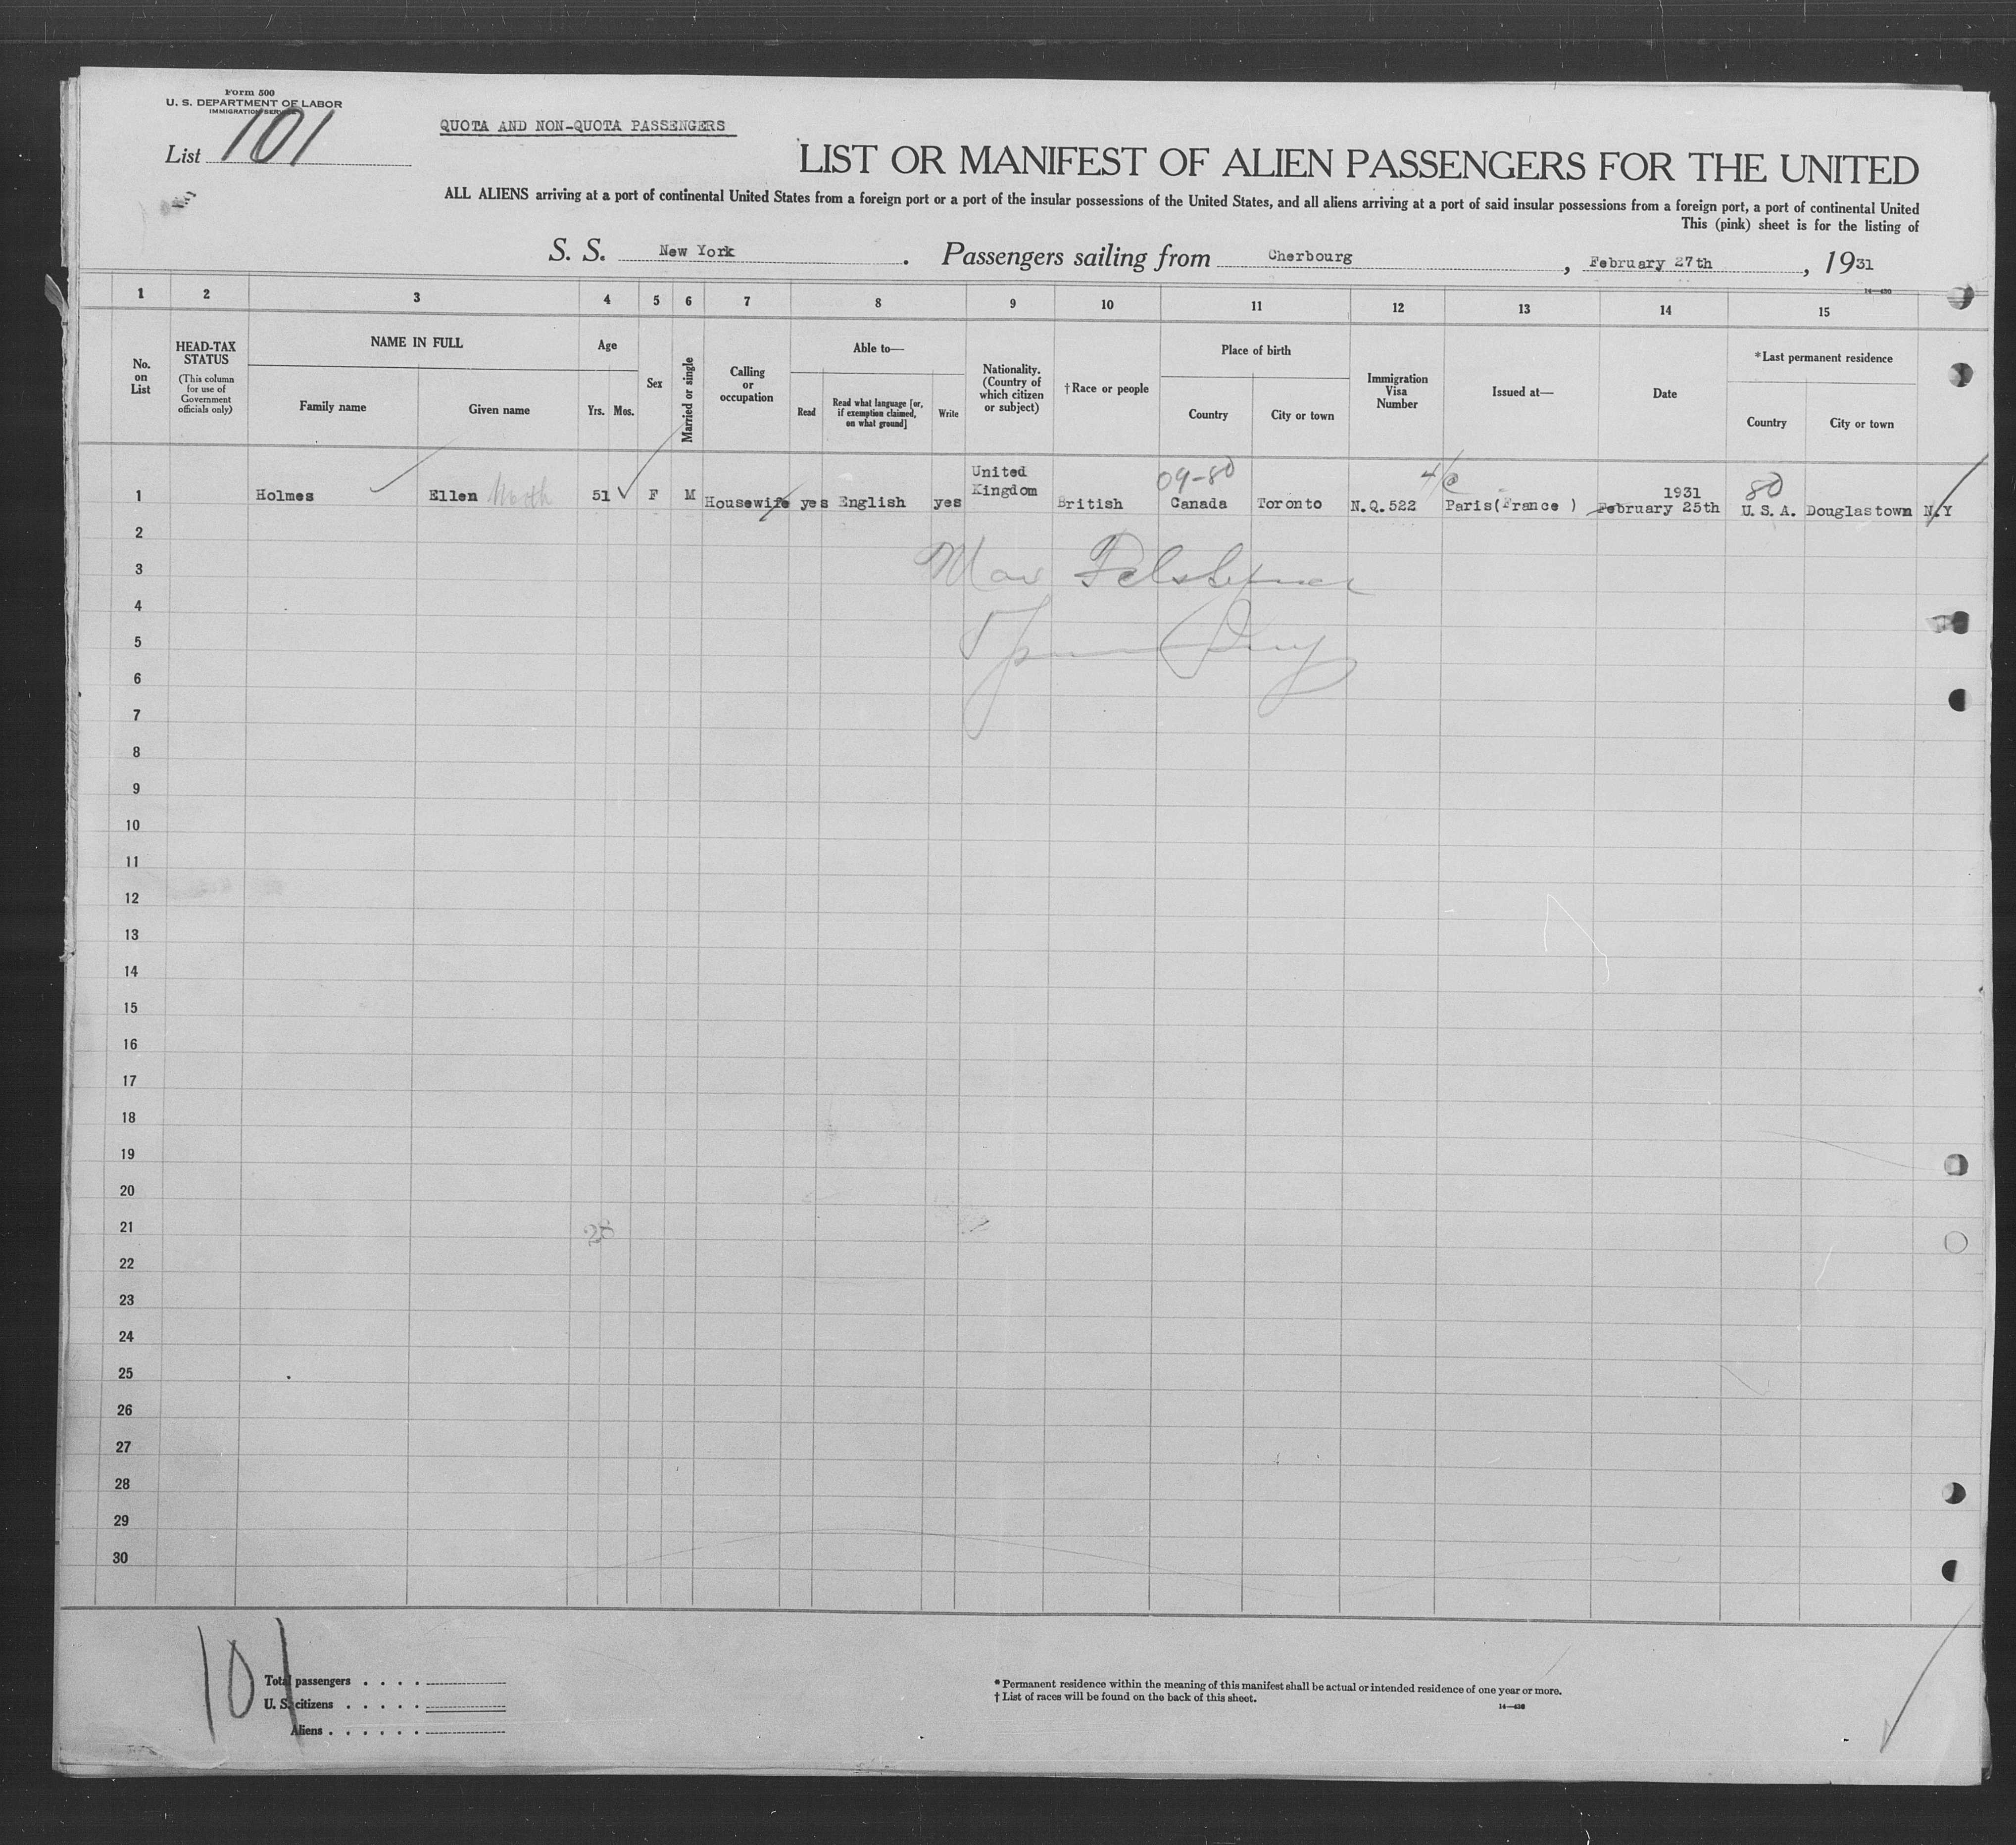 Form 500
U. S. DEPARTMENT OF LABOR
IMMIGRATION SERVICE
List 101
QUOTA AND NON-QUOTA PASSENGERS
LIST OR MANIFEST OF ALIEN PASSENGERS FOR THE UNITED
ALL ALIENS arriving at a port of continental United States from a foreign port or a port of the insular possessions of the United States, and all aliens arriving at a port of said insular possessions from a foreign port, a port of continental United
This (pink) sheet is for the listing of
S. S. New York . Passengers sailing from Cherbourg , February 27th , 1931
14—430
1 2 3 4 5 6 7 8 9 10 11 12 13 14 15
No. on List
HEAD-TAX STATUS (This column for use of Government officials only)
NAME IN FULL
Family name
Given name
Age
Yrs. Mos.
Sex
Married or single
Calling or occupation
Able to—
Read
Read what language [or, if exemption claimed, on what ground]
Write
Nationality. (Country of which citizen or subject)
†Race or people
Place of birth
Country
City or town
Immigration Visa Number
Issued at—
Date
*Last permanent residence
Country
City or town
09-80
80
1 Holmes Ellen 51 F M Housewife yes English yes United Kingdom British Canada Toronto N.Q.522 Paris(France ) 1931 February 25th U.S.A. Douglastown N.Y
2
3
4
5
6
7
8
9
10
11
12
13
14
15
16
17
18
19
20
21 28
22
23
24
25
26
27
28
29
30
101
Total passengers
U. S. citizens
Aliens
* Permanent residence within the meaning of this manifest shall be actual or intended residence of one year or more.
† List of races will be found on the back of this sheet.
14—430